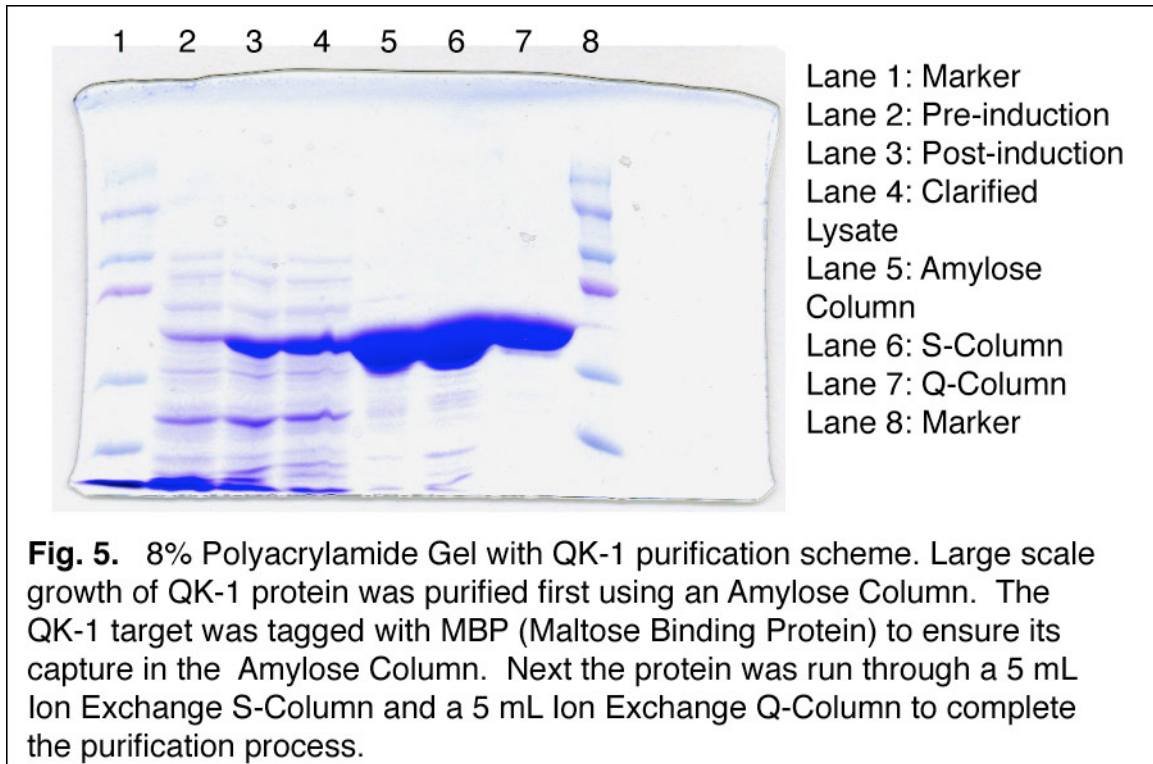 1 2 3 4 5 6 7 8
Lane 1: Marker
Lane 2: Pre-induction
Lane 3: Post-induction
Lane 4: Clarified
Lysate
Lane 5: Amylose
Column
Lane 6: S-Column
Lane 7: Q-Column
Lane 8: Marker
Fig. 5. 8% Polyacrylamide Gel with QK-1 purification scheme. Large scale
growth of QK-1 protein was purified first using an Amylose Column. The
QK-1 target was tagged with MBP (Maltose Binding Protein) to ensure its
capture in the Amylose Column. Next the protein was run through a 5 mL
Ion Exchange S-Column and a 5 mL Ion Exchange Q-Column to complete
the purification process.